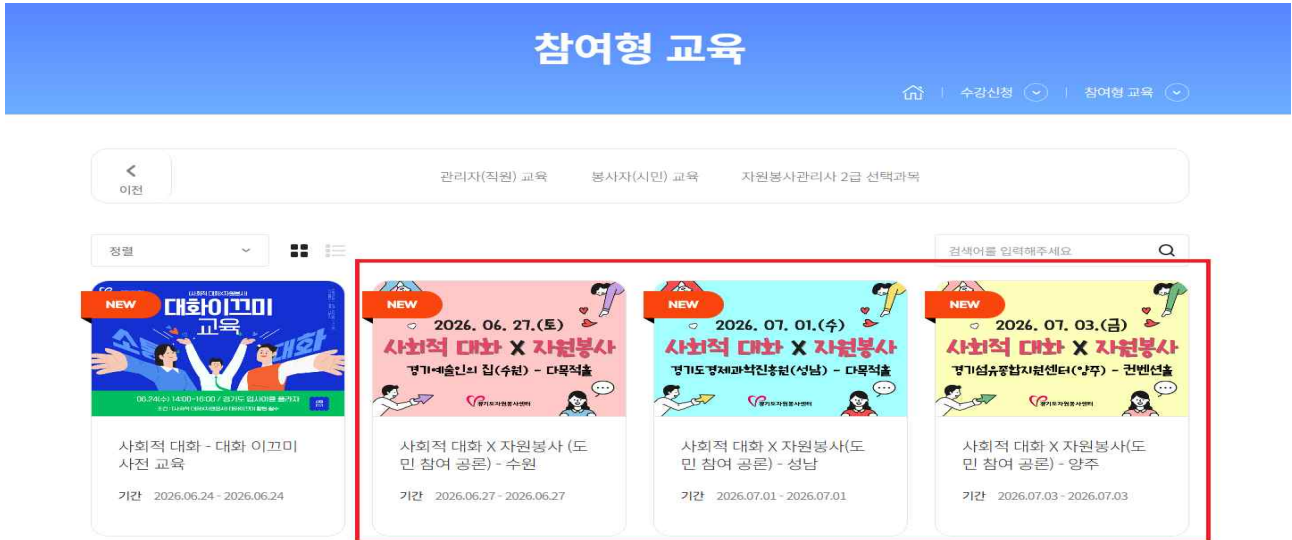 참여형 교육
수강신청
참여형 교육
이전
관리자(직원) 교육 봉사자(시민) 교육 자원봉사관리사 2급 선택과목
정렬
검색어를 입력해주세요
NEW
대화이끄미
교육
소통
대화
06.24(수) 14:00-16:00 /
NEW
2026. 06. 27.(토)
사회적 대화 X 자원봉사
경기예술인의 집(수원) - 다목적홀
경기도자원봉사센터
NEW
2026. 07. 01.(수)
사회적 대화 X 자원봉사
경기도경제과학진흥원(성남) - 다목적홀
경기도자원봉사센터
NEW
2026. 07. 03.(금)
사회적 대화 X 자원봉사
경기섬유종합지원센터(양주) - 컨벤션홀
경기도자원봉사센터
사회적 대화 - 대화 이끄미
사전 교육
기간 2026.06.24 - 2026.06.24
사회적 대화 X 자원봉사 (도
민 참여 공론) - 수원
기간 2026.06.27 - 2026.06.27
사회적 대화 X 자원봉사(도
민 참여 공론) - 성남
기간 2026.07.01 - 2026.07.01
사회적 대화 X 자원봉사(도
민 참여 공론) - 양주
기간 2026.07.03 - 2026.07.03